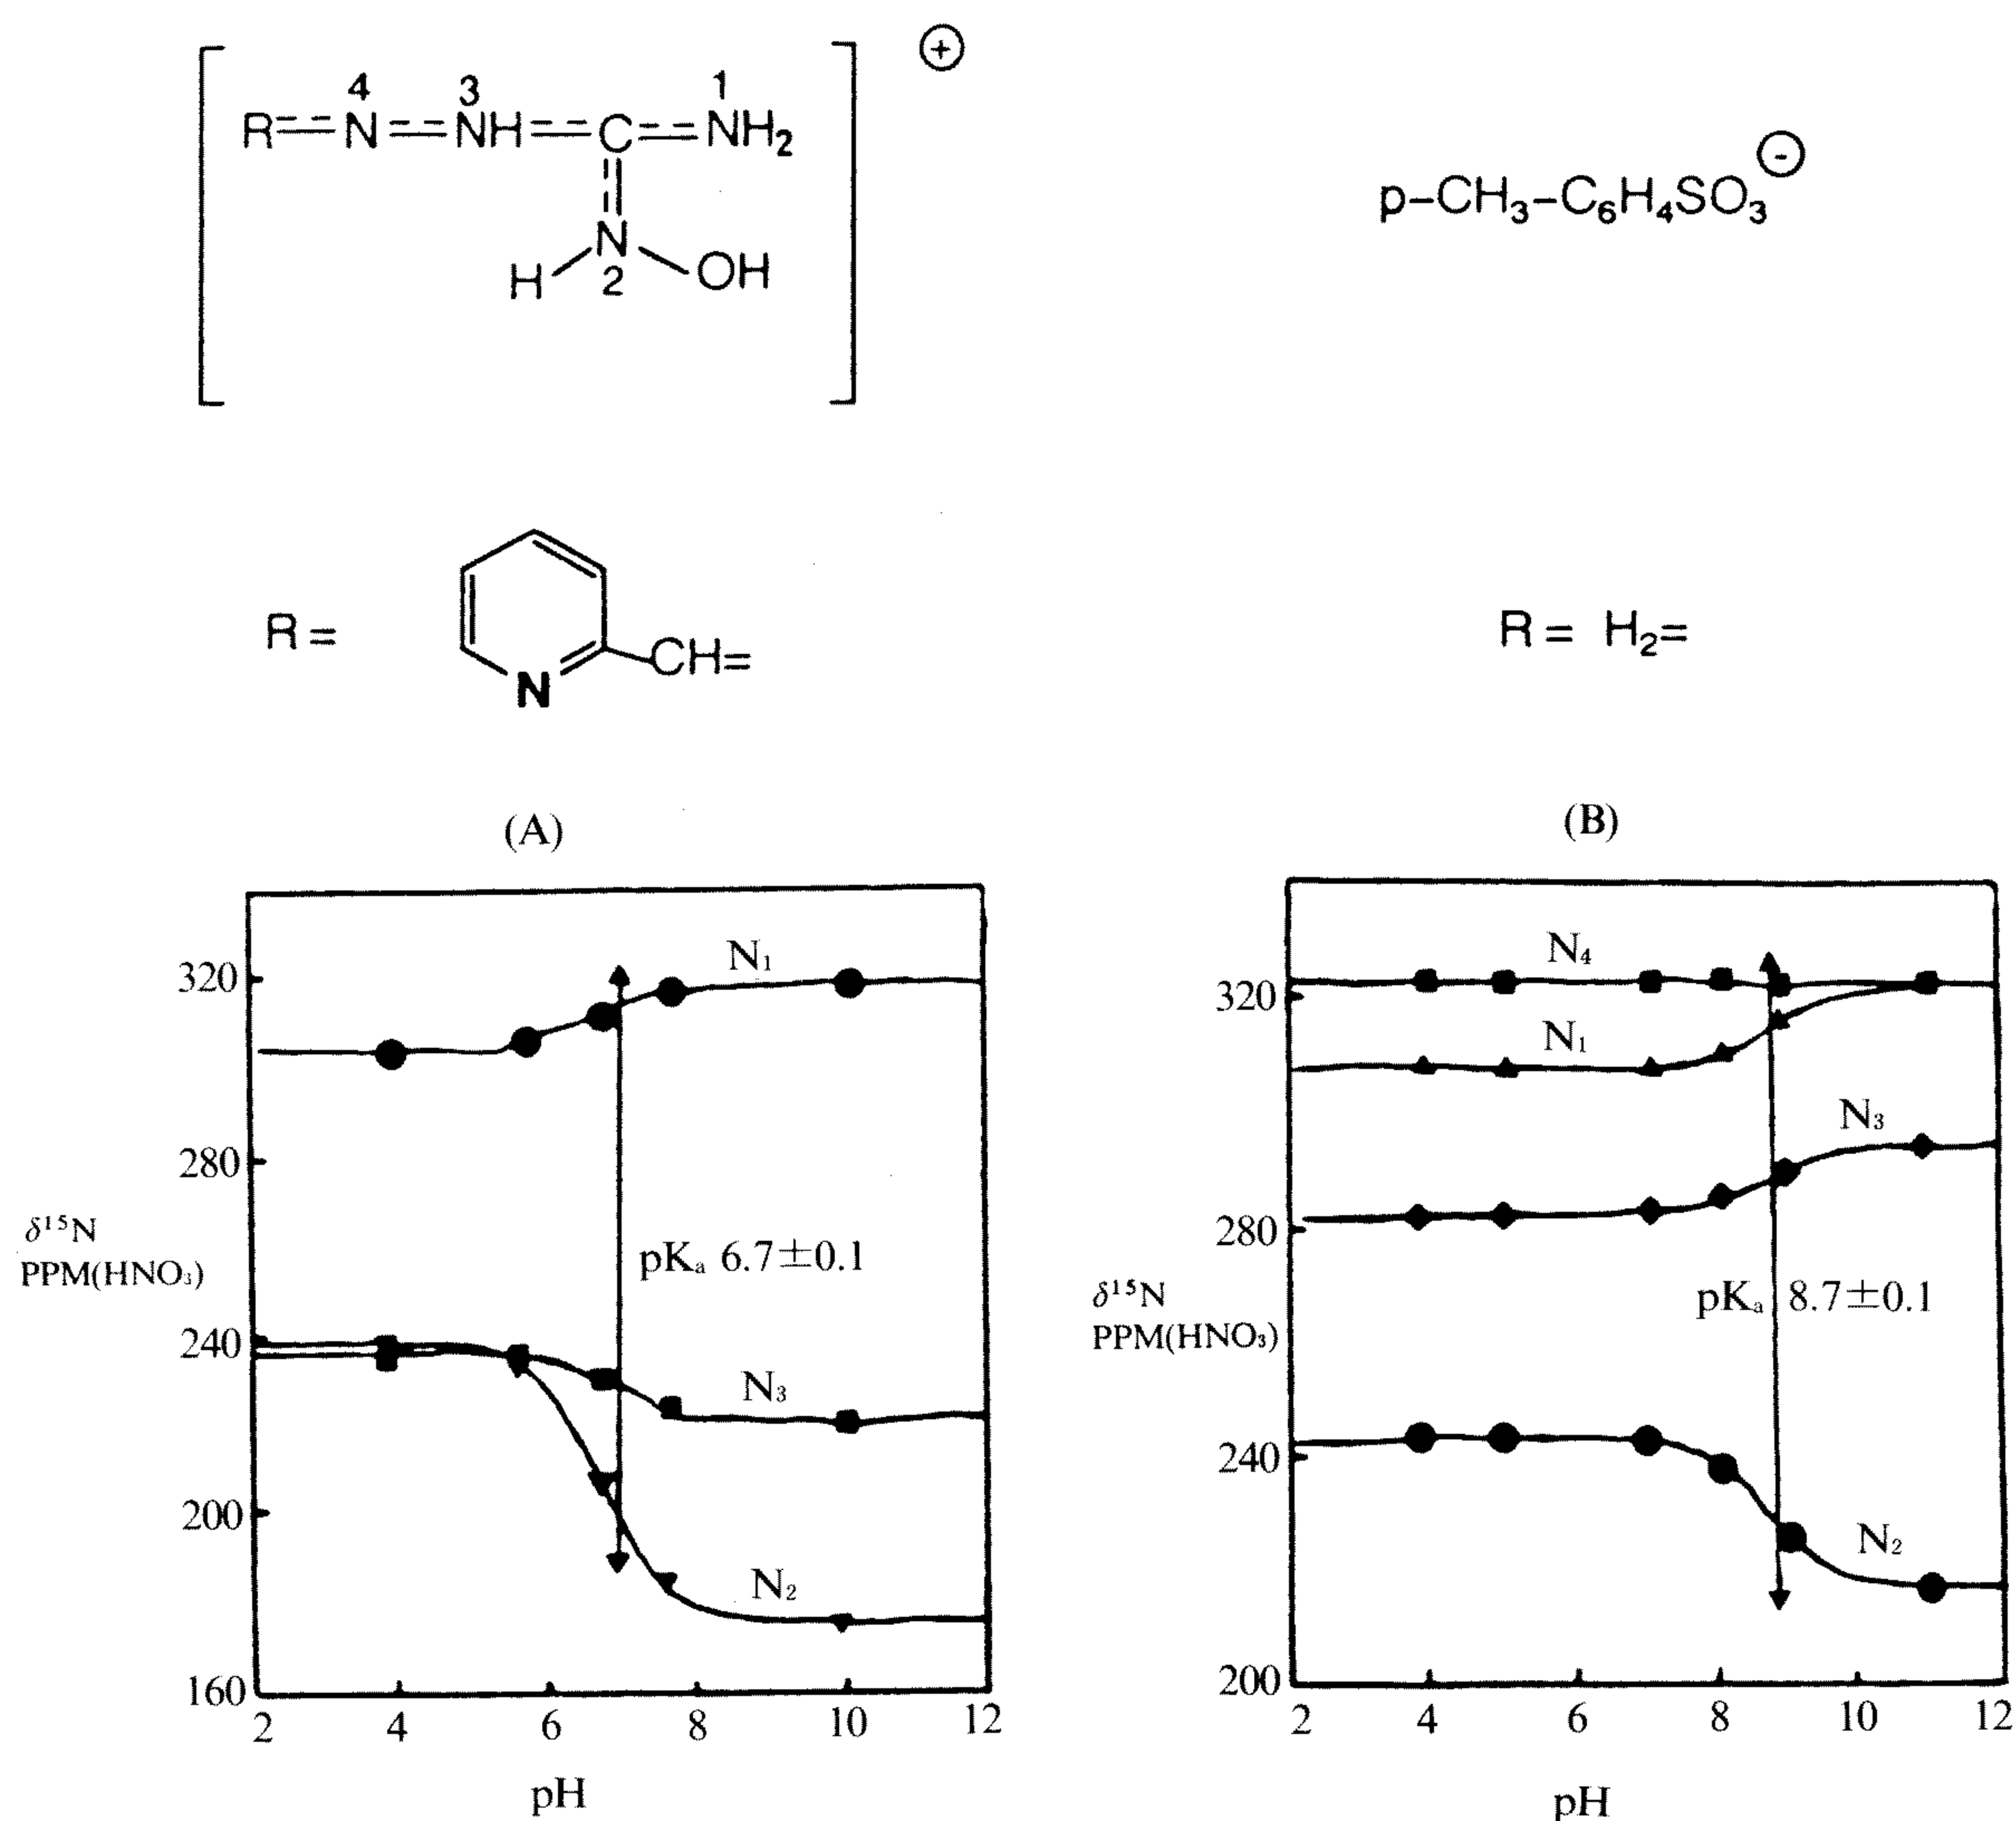 4 3 1
R N NH C NH₂
N
H 2 OH
+
p-CH₃-C₆H₄SO₃ -
R =
N
CH=
R = H₂=
(A)
320
280
240
200
160
2 4 6 8 10 12
pH
δ¹⁵N
PPM(HNO₃)
N₁
pKₐ 6.7±0.1
N₃
N₂
(B)
320
280
240
200
2 4 6 8 10 12
pH
δ¹⁵N
PPM(HNO₃)
N₄
N₁
N₃
pKₐ 8.7±0.1
N₂